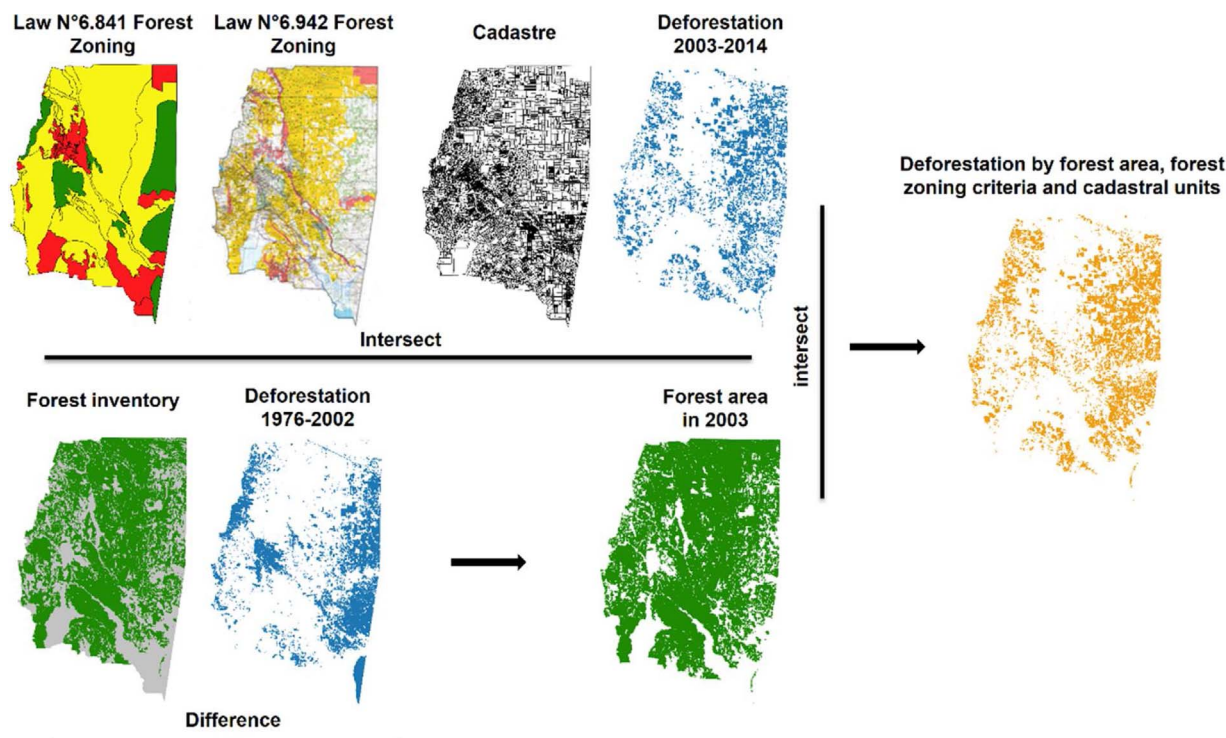 Law N°6.841 Forest
Zoning
Law N°6.942 Forest
Zoning
Cadastre
Deforestation
2003-2014
Deforestation by forest area, forest
zoning criteria and cadastral units
Intersect
intersect
Forest inventory
Deforestation
1976-2002
Forest area
in 2003
Difference